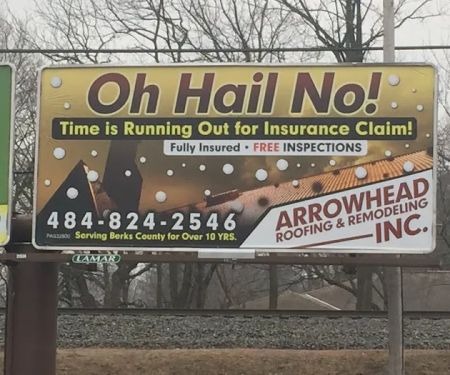 Oh Hail No!
Time is Running Out for Insurance Claim!
Fully Insured • FREE INSPECTIONS
484-824-2546
Serving Berks County for Over 10 YRS.
ARROWHEAD
ROOFING & REMODELING
INC.
LAMAR